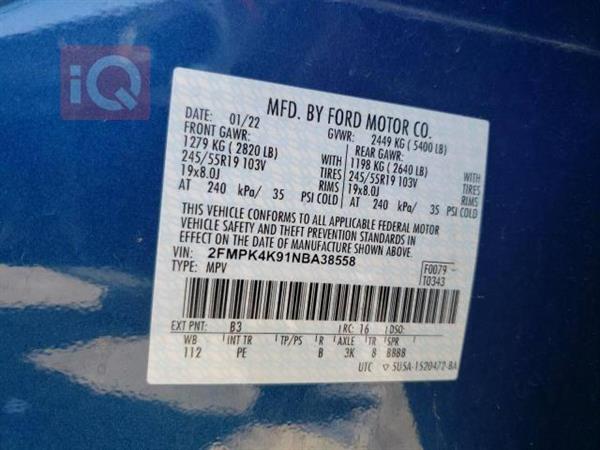 iQ
MFD. BY FORD MOTOR CO.
DATE: 01/22 GVWR: 2449 KG ( 5400 LB)
FRONT GAWR: REAR GAWR:
1279 KG ( 2820 LB) WITH 1198 KG ( 2640 LB) WITH
245/55R19 103V TIRES 245/55R19 103V TIRES
19x8.0J RIMS 19x8.0J RIMS
AT 240 kPa/ 35 PSI COLD AT 240 kPa/ 35 PSI COLD
THIS VEHICLE CONFORMS TO ALL APPLICABLE FEDERAL MOTOR
VEHICLE SAFETY AND THEFT PREVENTION STANDARDS IN
EFFECT ON THE DATE OF MANUFACTURE SHOWN ABOVE.
VIN: 2FMPK4K91NBA38558 F0079
TYPE: MPV T0343
EXT PNT: B3 RC: 16 DSO:
WB INT TR TP/PS R AXLE TR SPR
112 PE B 3K 8 BBBB
UTC ▽ 5U5A-1520472-BA